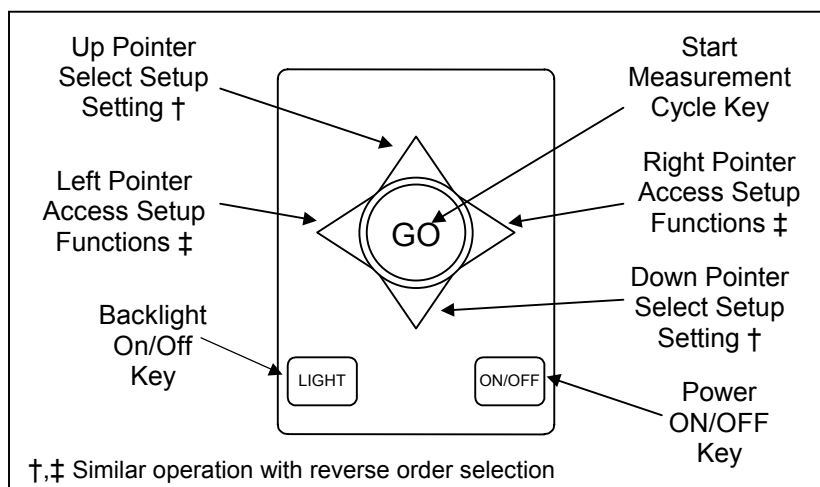 Up Pointer
Select Setup
Setting †
Start
Measurement
Cycle Key
Left Pointer
Access Setup
Functions ‡
Right Pointer
Access Setup
Functions ‡
GO
Down Pointer
Select Setup
Setting †
Backlight
On/Off
Key
LIGHT
ON/OFF
Power
ON/OFF
Key
†,‡ Similar operation with reverse order selection